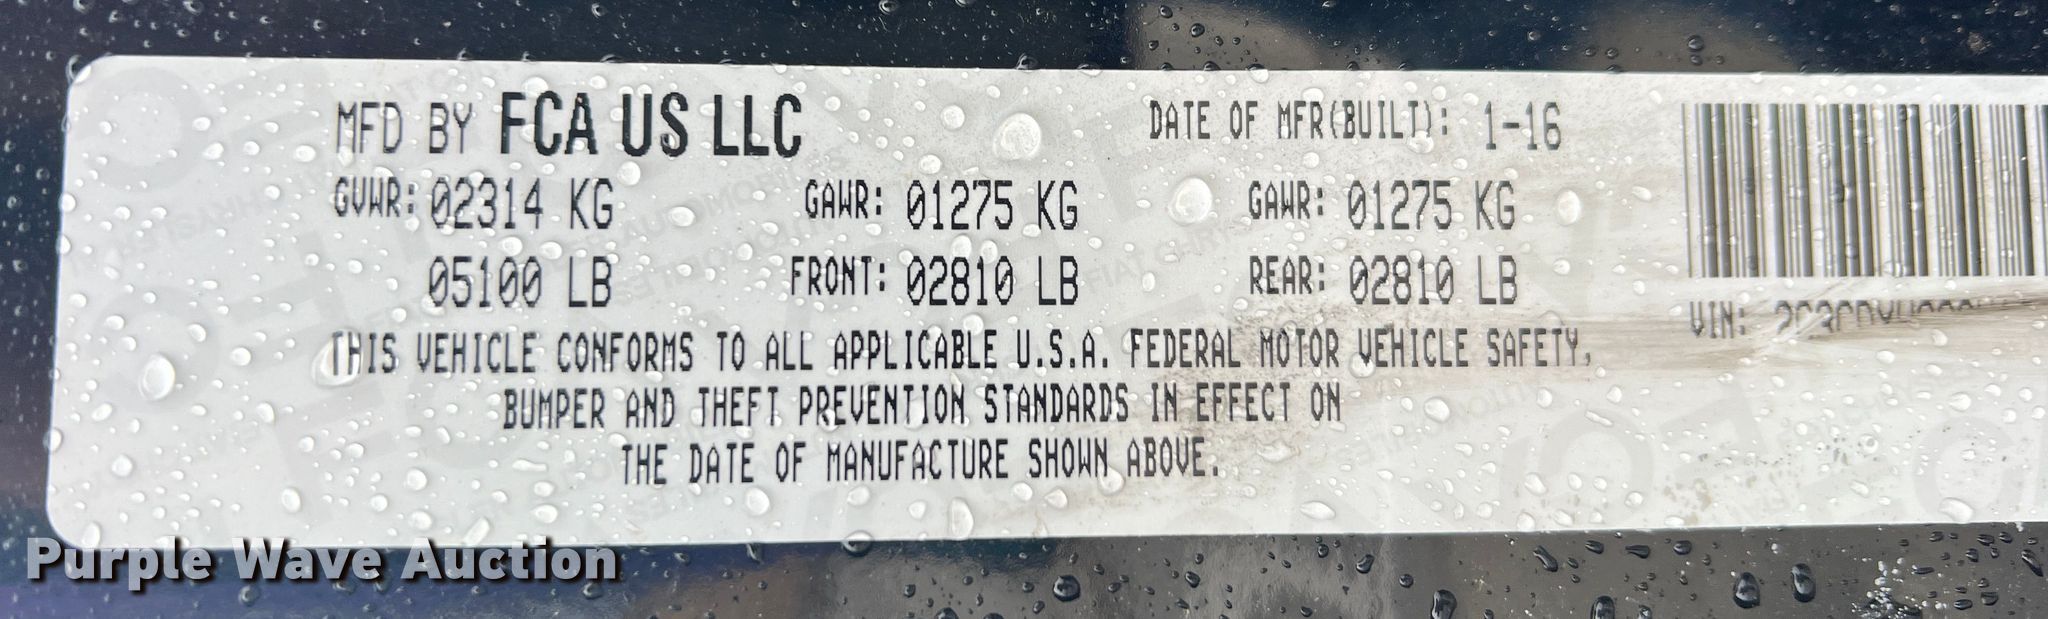 MFD BY FCA US LLC DATE OF MFR(BUILT): 1-16
GVWR: 02314 KG GAWR: 01275 KG GAWR: 01275 KG
05100 LB FRONT: 02810 LB REAR: 02810 LB
VIN:
THIS VEHICLE CONFORMS TO ALL APPLICABLE U.S.A. FEDERAL MOTOR VEHICLE SAFETY,
BUMPER AND THEFT PREVENTION STANDARDS IN EFFECT ON
THE DATE OF MANUFACTURE SHOWN ABOVE.
Purple Wave Auction